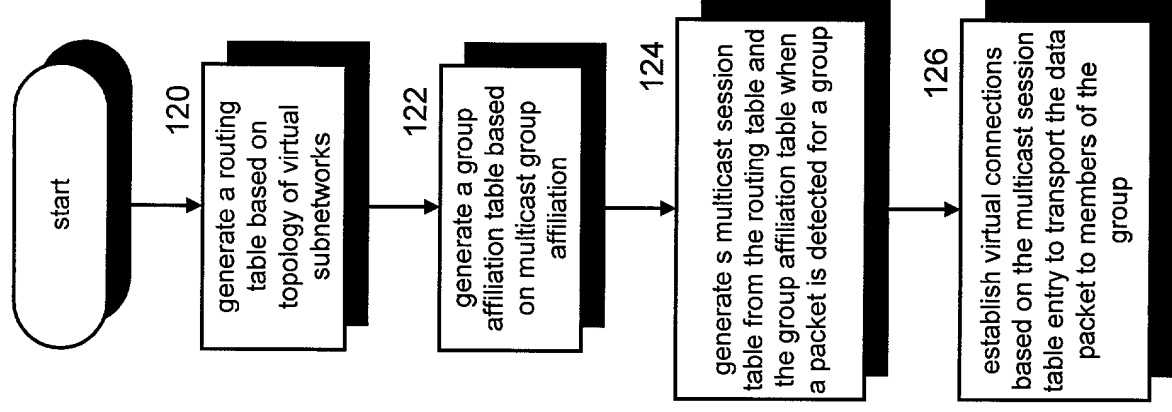 start
120
generate a routing
table based on
topology of virtual
subnetworks
122
generate a group
affiliation table based
on multicast group
affiliation
124
generate s multicast session
table from the routing table and
the group affiliation table when
a packet is detected for a group
126
establish virtual connections
based on the multicast session
table entry to transport the data
packet to members of the
group